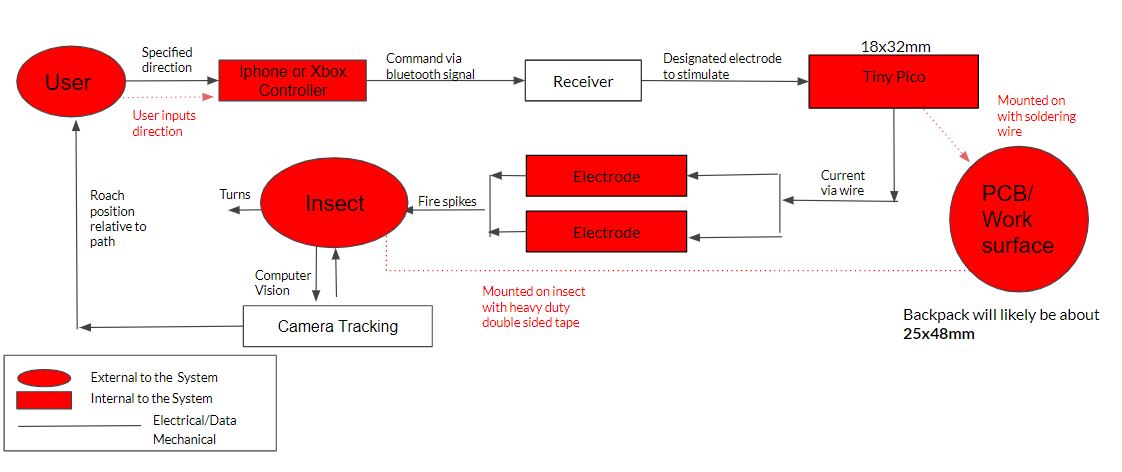 18x32mm
User
Specified
direction
Iphone or Xbox
Controller
Command via
bluetooth signal
Receiver
Designated electrode
to stimulate
Tiny Pico
User inputs
direction
Mounted on
with soldering
wire
Roach
position
relative to
path
Turns
Insect
Fire spikes
Electrode
Electrode
Current
via wire
PCB/
Work
surface
Computer
Vision
Camera Tracking
Mounted on insect
with heavy duty
double sided tape
Backpack will likely be about
25x48mm
External to the System
Internal to the System
Electrical/Data
Mechanical